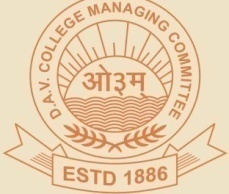 D.A.V. COLLEGE MANAGING COMMITTEE
ओ३म्
ESTD 1886